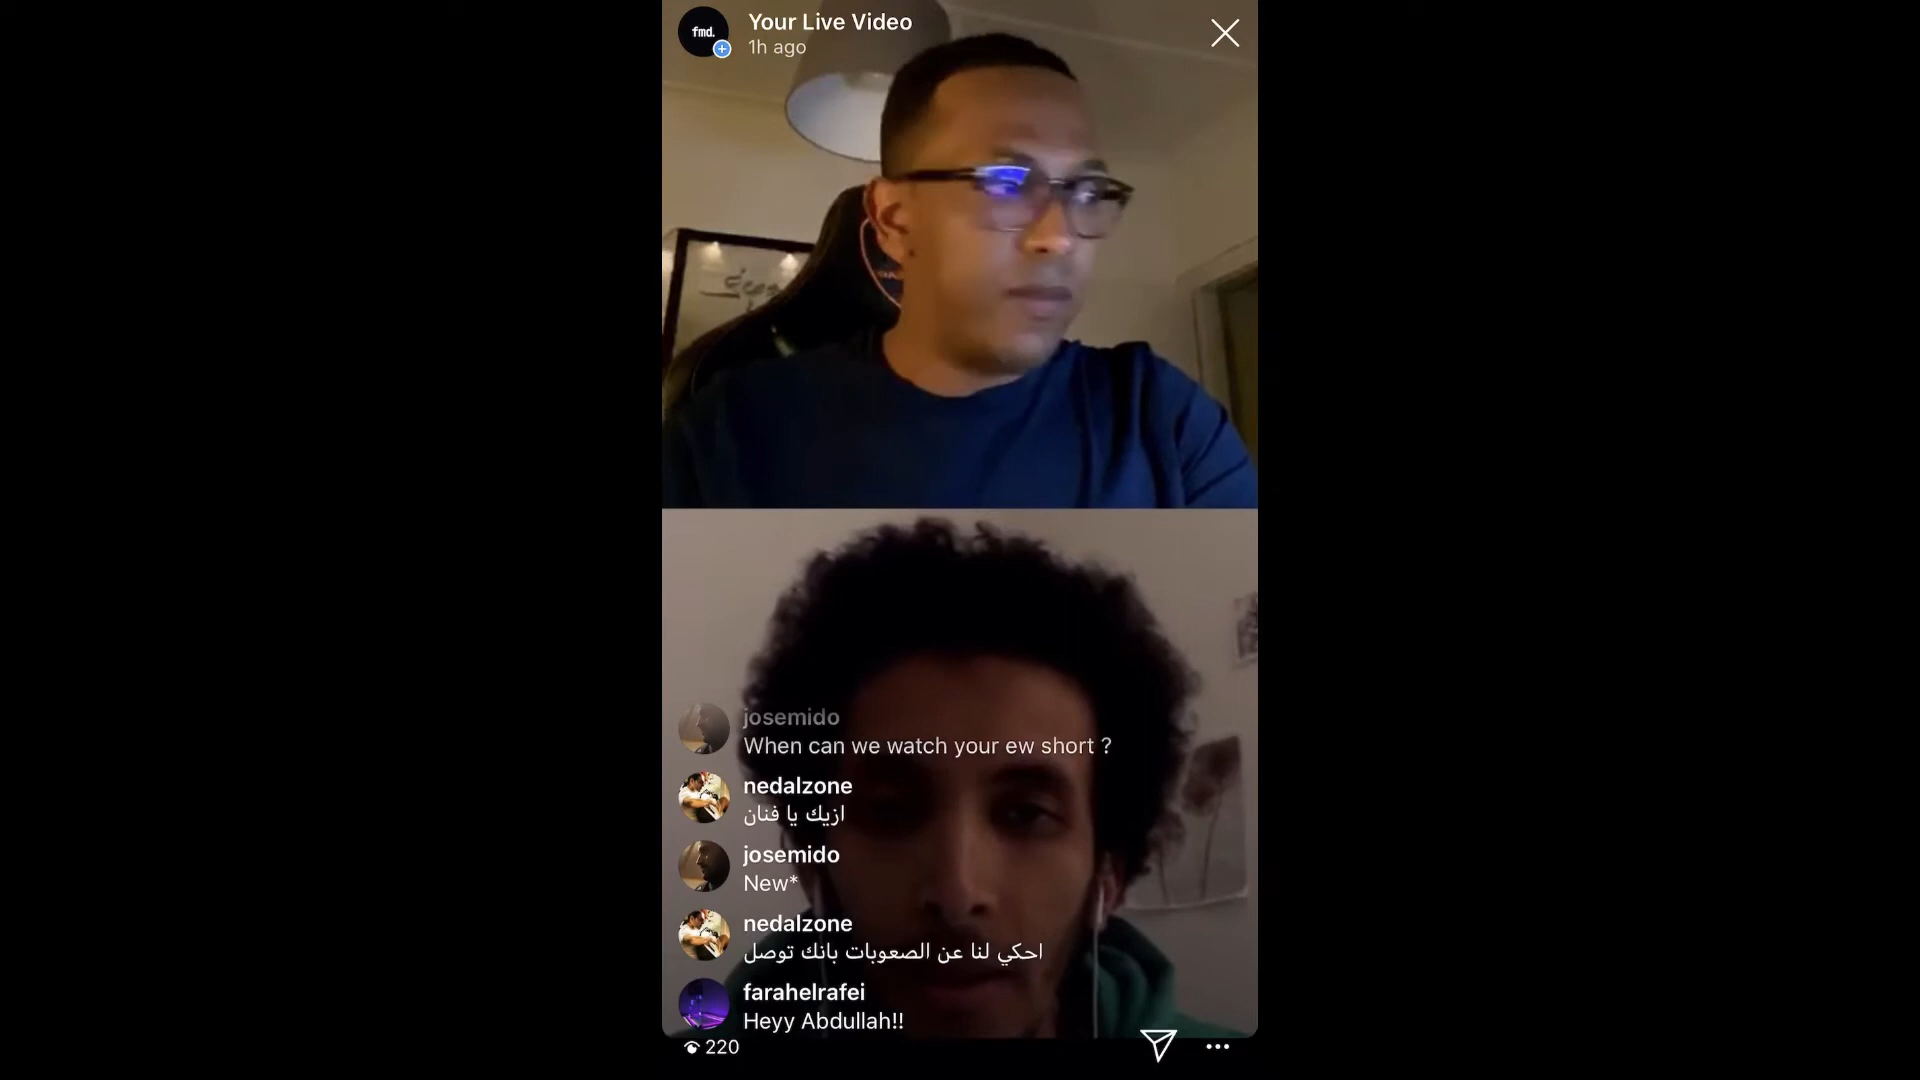 fmd.
Your Live Video
1h ago
josemido
When can we watch your ew short ?
nedalzone
ازيك يا فنان
josemido
New*
nedalzone
احكي لنا عن الصعوبات بانك توصل
farahelrafei
Heyy Abdullah!!
220